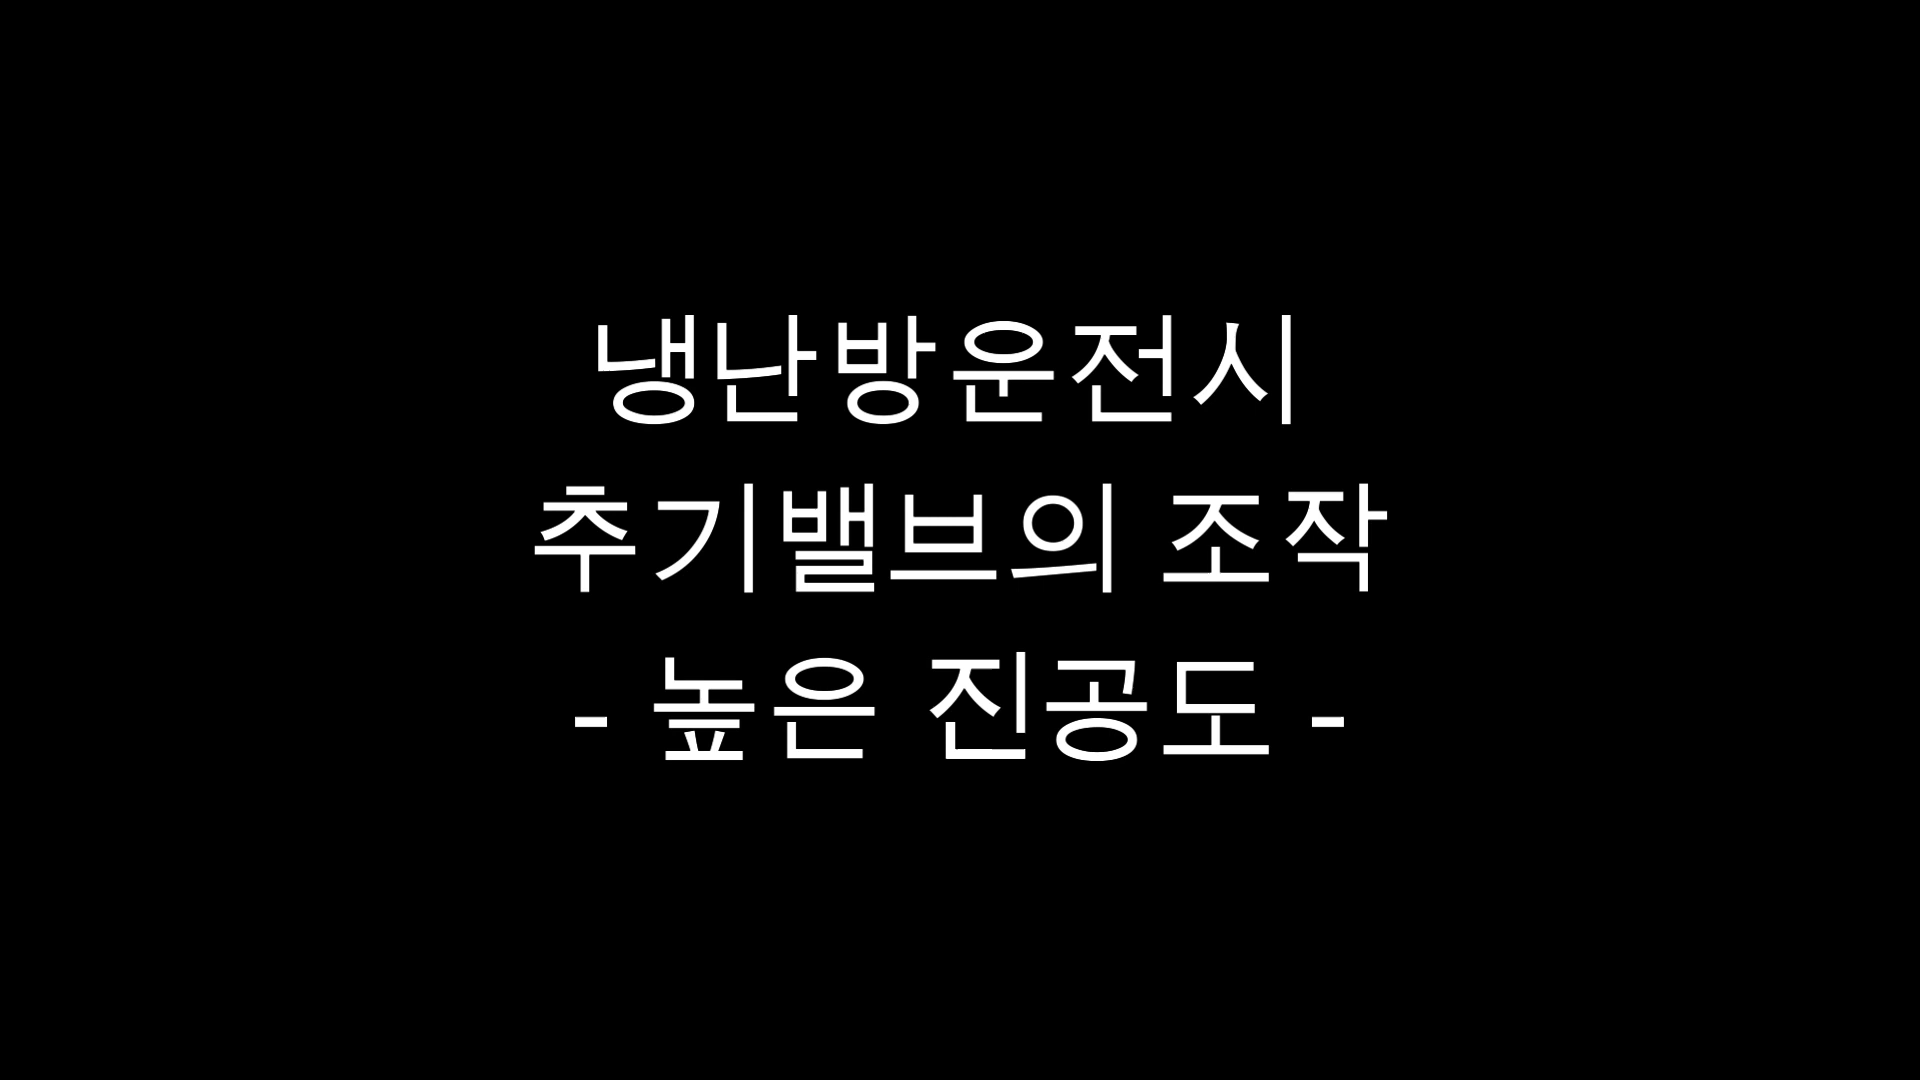 냉난방운전시
추기밸브의 조작
- 높은 진공도 -